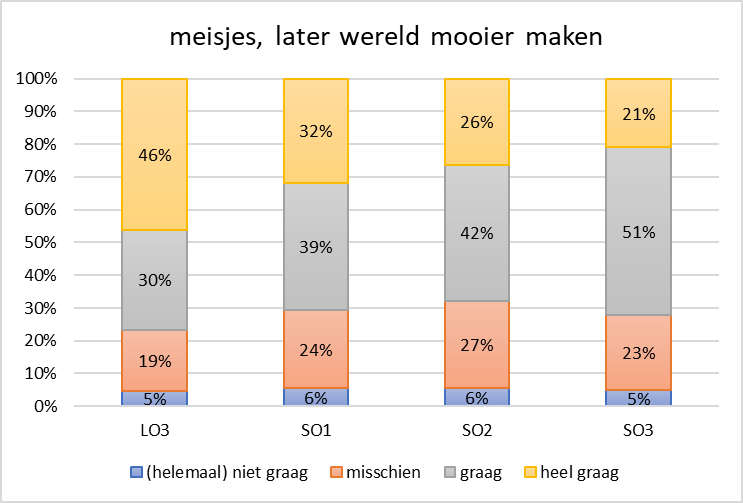 meisjes, later wereld mooier maken
100%
90%
80%
70%
60%
50%
40%
30%
20%
10%
0%
46% 32% 26% 21%
30% 39% 42% 51%
19% 24% 27% 23%
5% 6% 6% 5%
LO3 SO1 SO2 SO3
(helemaal) niet graag misschien graag heel graag